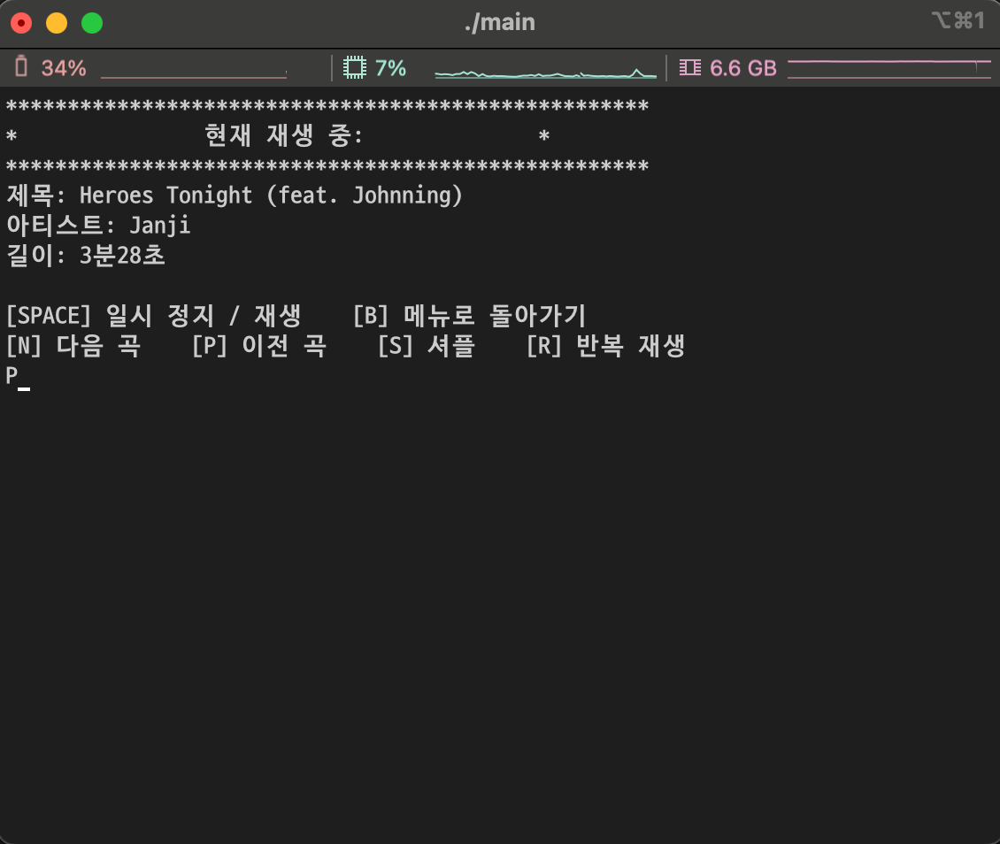 ./main
⌥⌘1
34% 7% 6.6 GB
****************************************************
* 현재 재생 중: *
****************************************************
제목: Heroes Tonight (feat. Johnning)
아티스트: Janji
길이: 3분28초
[SPACE] 일시 정지 / 재생 [B] 메뉴로 돌아가기
[N] 다음 곡 [P] 이전 곡 [S] 셔플 [R] 반복 재생
P_